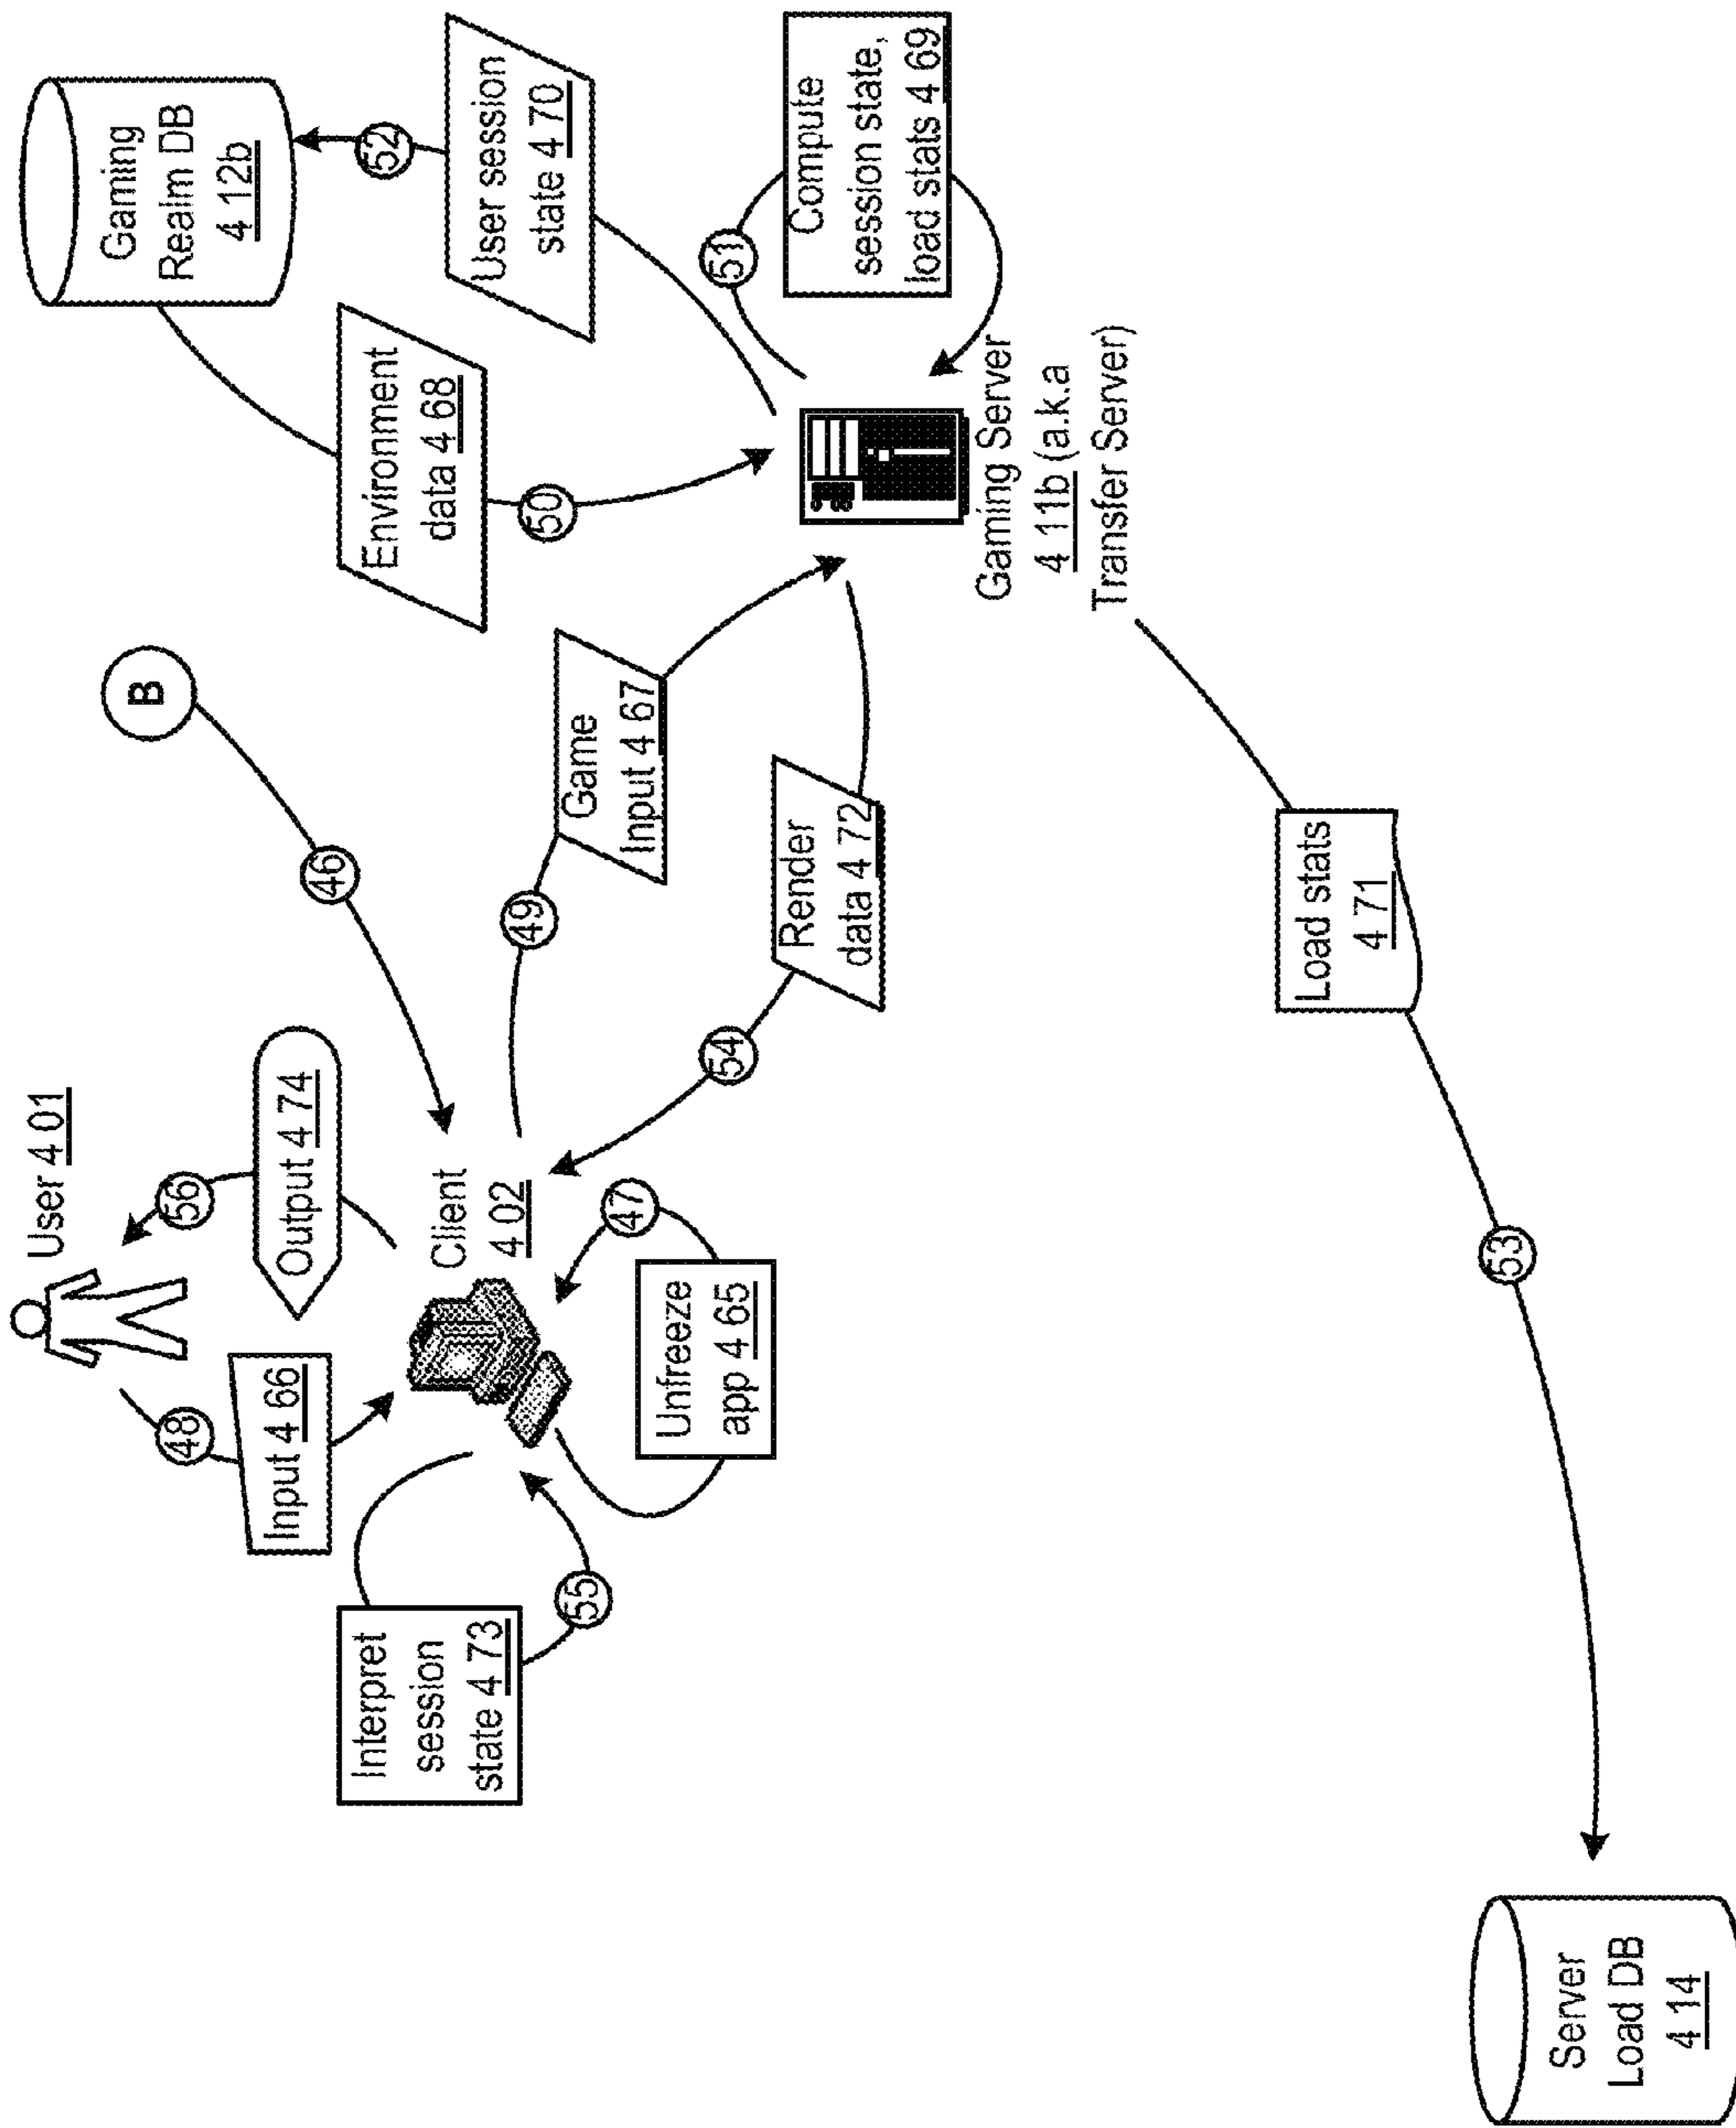 User 4 01
56
48
Output 4 74
Input 4 66
Client
4 02
Interpret
session
state 4 73
55
47
Unfreeze
app 4 65
B
46
49
Game
Input 4 67
54
Render
data 4 72
Gaming
Realm DB
4 12b
Environment
data 4 68
50
52
User session
state 4 70
51
Compute
session state,
load stats 4 69
Gaming Server
4 11b (a.k.a
Transfer Server)
Load stats
4 71
53
Server
Load DB
4 14